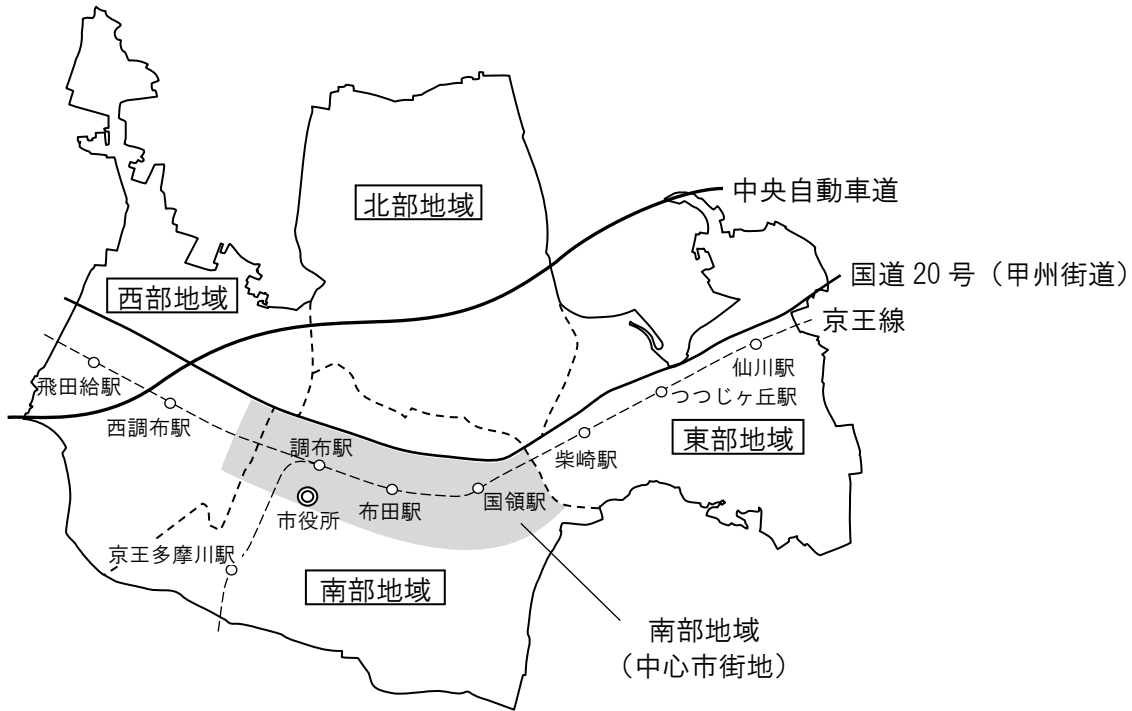 中央自動車道
北部地域
国道 20 号（甲州街道）
西部地域
京王線
仙川駅
飛田給駅
つつじヶ丘駅
西調布駅
東部地域
調布駅
柴崎駅
国領駅
布田駅
市役所
京王多摩川駅
南部地域
南部地域
（中心市街地）